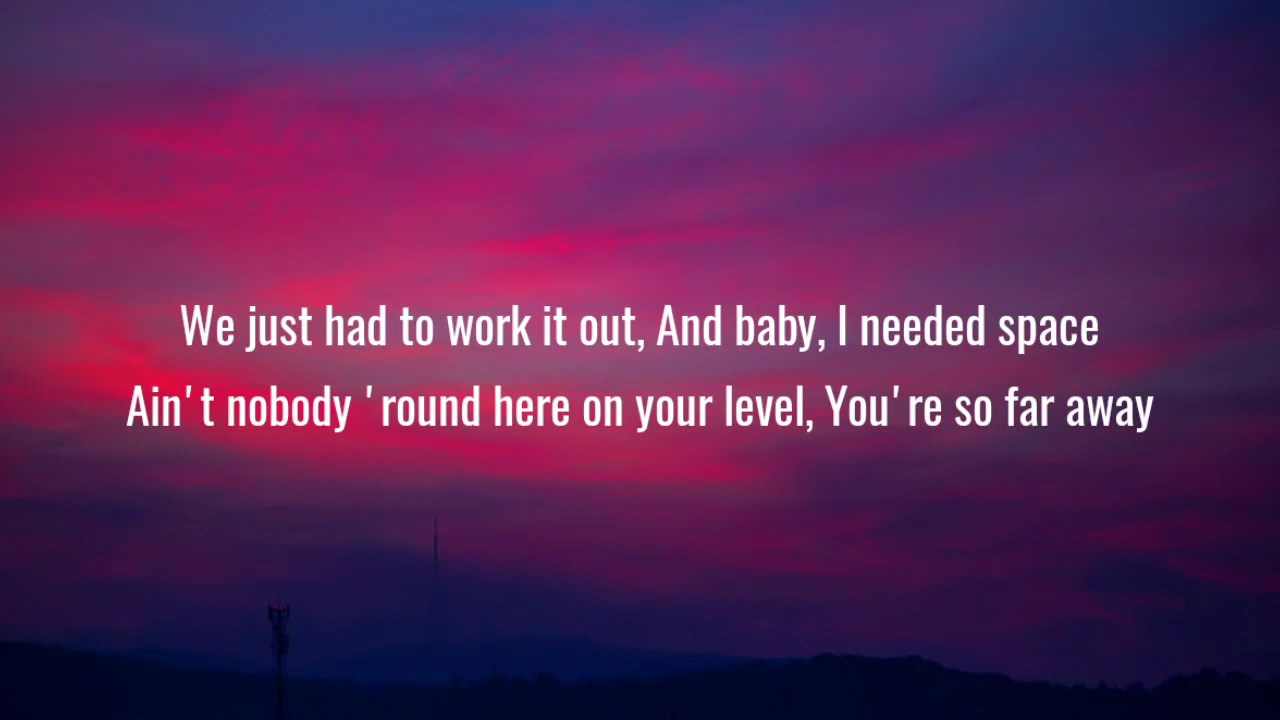 We just had to work it out, And baby, I needed space
Ain't nobody 'round here on your level, You're so far away